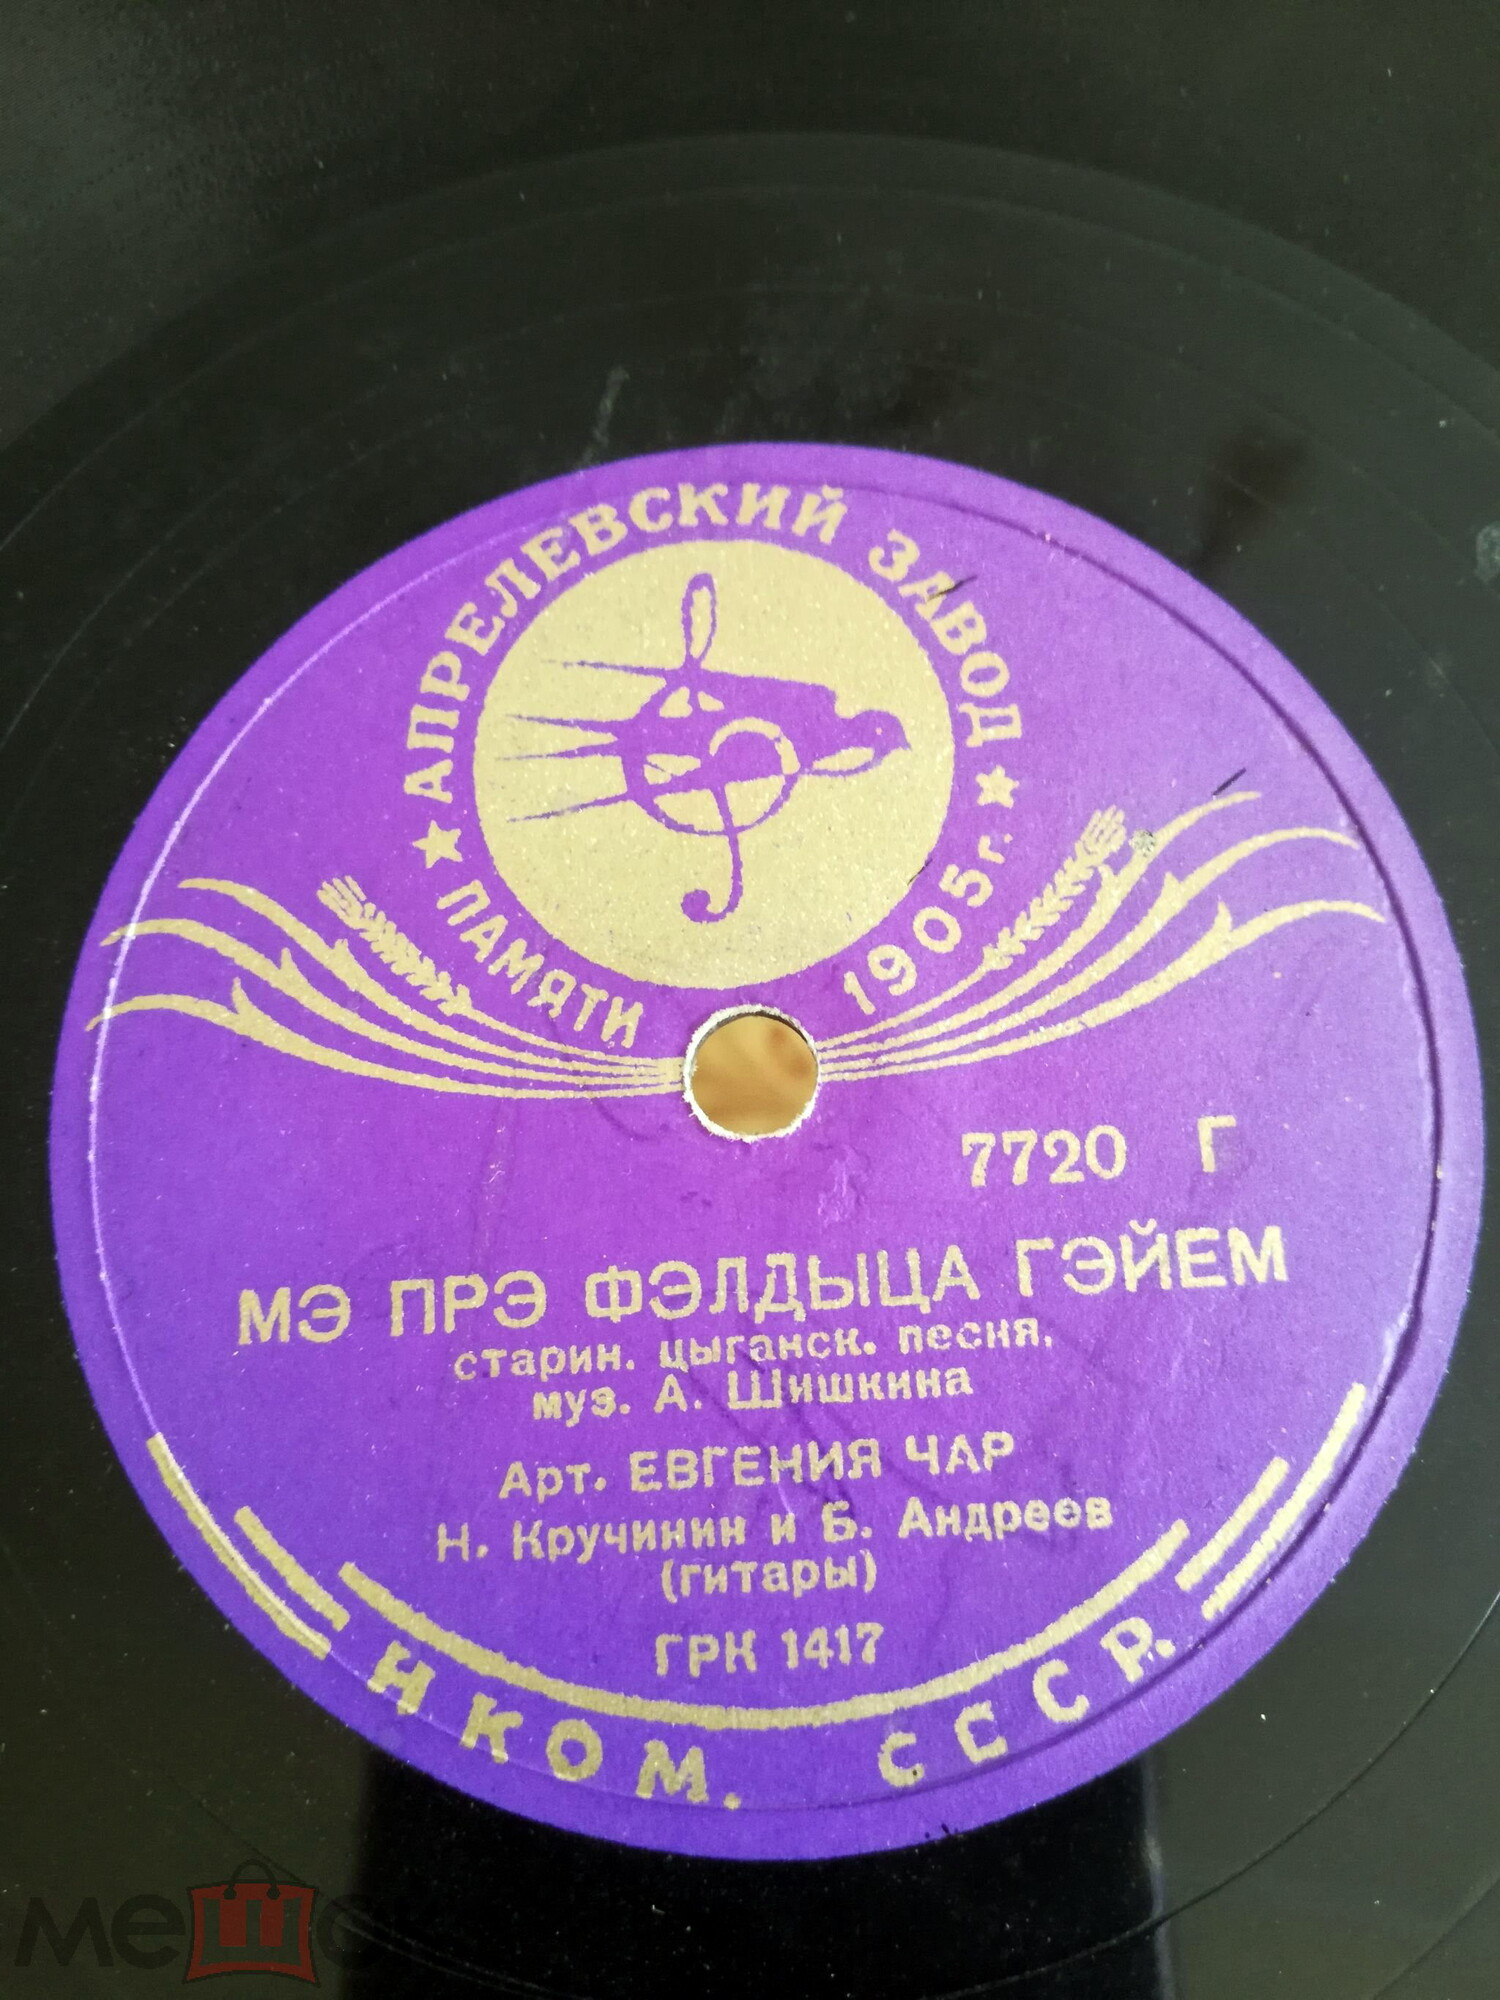 ★ АПРЕЛЕВСКИЙ ЗАВОД ★
ПАМЯТИ 1905 г.
7720 Г
МЭ ПРЭ ФЭЛДЫЦА ГЭЙЕМ
старин. цыганск. песня,
муз. А. Шишкина
Арт. ЕВГЕНИЯ ЧАР
Н. Кручинин и Б. Андреев
(гитары)
ГРК 1417
НКОМ. СССР.